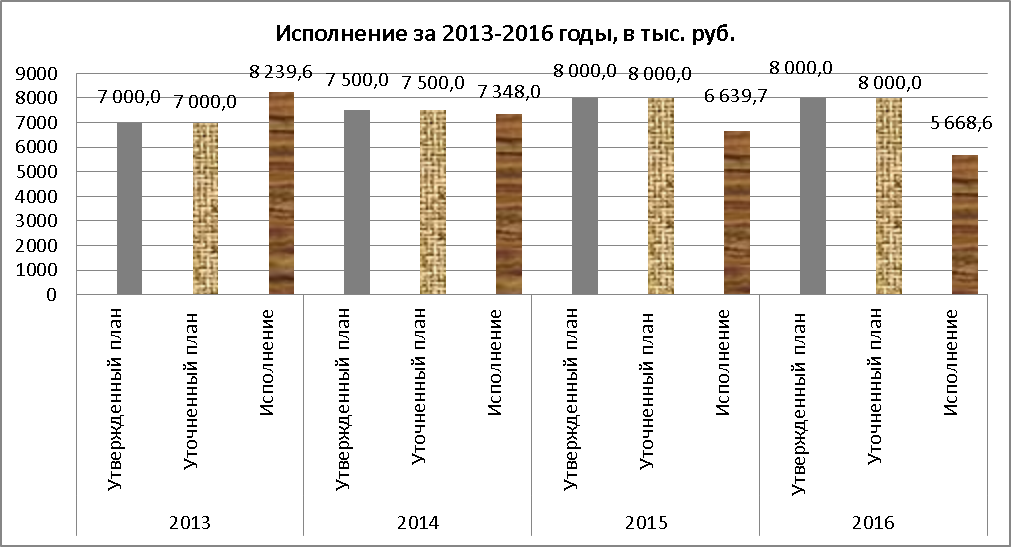 Исполнение за 2013-2016 годы, в тыс. руб.
9000
8000
7000
6000
5000
4000
3000
2000
1000
0
7 000,0
7 000,0
8 239,6
7 500,0
7 500,0
7 348,0
8 000,0
8 000,0
6 639,7
8 000,0
8 000,0
5 668,6
Утвержденный план
Уточненный план
Исполнение
Утвержденный план
Уточненный план
Исполнение
Утвержденный план
Уточненный план
Исполнение
Утвержденный план
Уточненный план
Исполнение
2013
2014
2015
2016